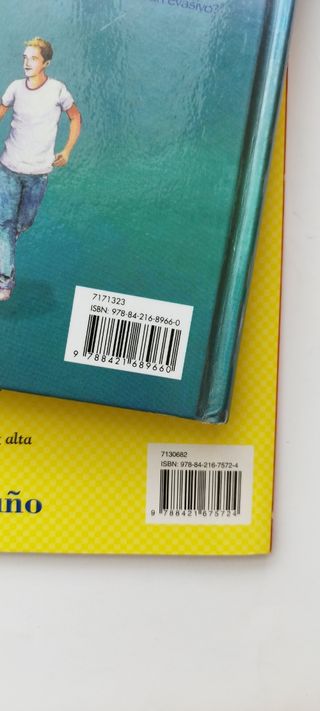 evasivo?
7171323
ISBN: 978-84-216-8966-0
9 788421 689660
alta
7130682
ISBN: 978-84-216-7572-4
9 788421 675724